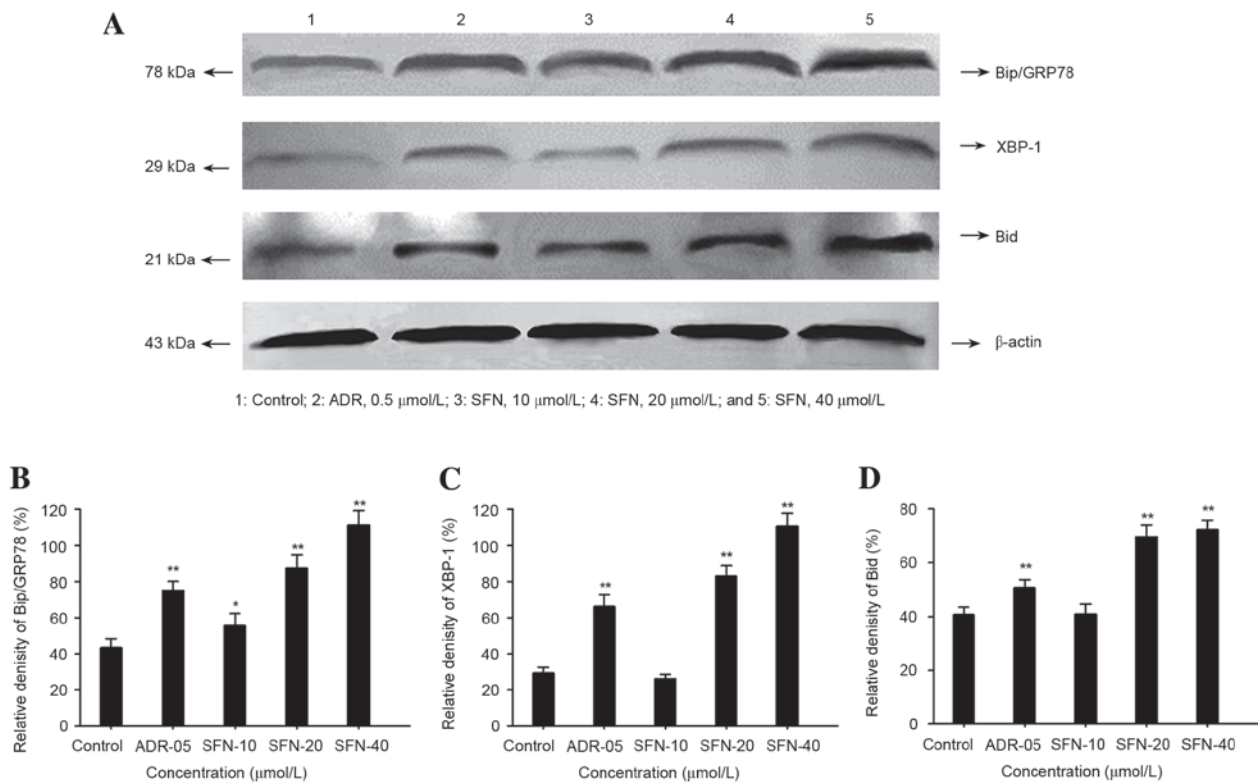 A
1 2 3 4 5
78 kDa ← → Bip/GRP78
29 kDa ← → XBP-1
21 kDa ← → Bid
43 kDa ← → β-actin
1: Control; 2: ADR, 0.5 μmol/L; 3: SFN, 10 μmol/L; 4: SFN, 20 μmol/L; and 5: SFN, 40 μmol/L
B
Relative denisity of Bip/GRP78 (%)
120
100
80
60
40
20
0
**
*
**
**
Control ADR-05 SFN-10 SFN-20 SFN-40
Concentration (μmol/L)
C
Relative denisity of XBP-1 (%)
120
100
80
60
40
20
0
**
**
**
Control ADR-05 SFN-10 SFN-20 SFN-40
Concentration (μmol/L)
D
Relative denisity of Bid (%)
80
60
40
20
0
**
**
**
Control ADR-05 SFN-10 SFN-20 SFN-40
Concentration (μmol/L)